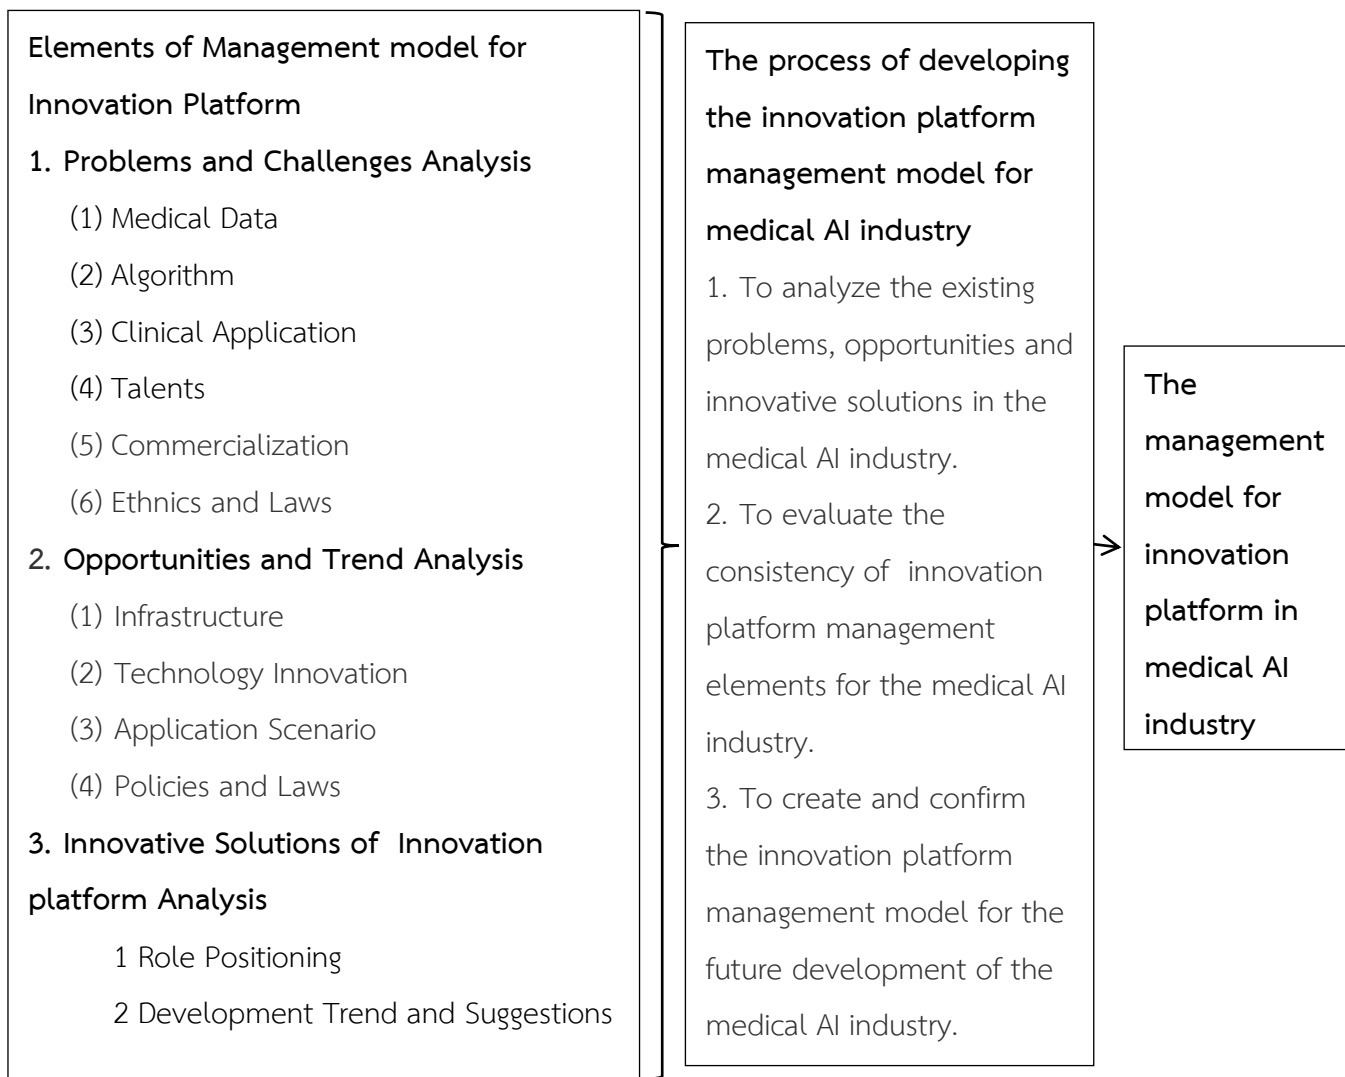 Elements of Management model for
Innovation Platform
1. Problems and Challenges Analysis
(1) Medical Data
(2) Algorithm
(3) Clinical Application
(4) Talents
(5) Commercialization
(6) Ethnics and Laws
2. Opportunities and Trend Analysis
(1) Infrastructure
(2) Technology Innovation
(3) Application Scenario
(4) Policies and Laws
3. Innovative Solutions of  Innovation
platform Analysis
1 Role Positioning
2 Development Trend and Suggestions
The process of developing
the innovation platform
management model for
medical AI industry
1. To analyze the existing
problems, opportunities and
innovative solutions in the
medical AI industry.
2. To evaluate the
consistency of  innovation
platform management
elements for the medical AI
industry.
3. To create and confirm
the innovation platform
management model for the
future development of the
medical AI industry.
The
management
model for
innovation
platform in
medical AI
industry